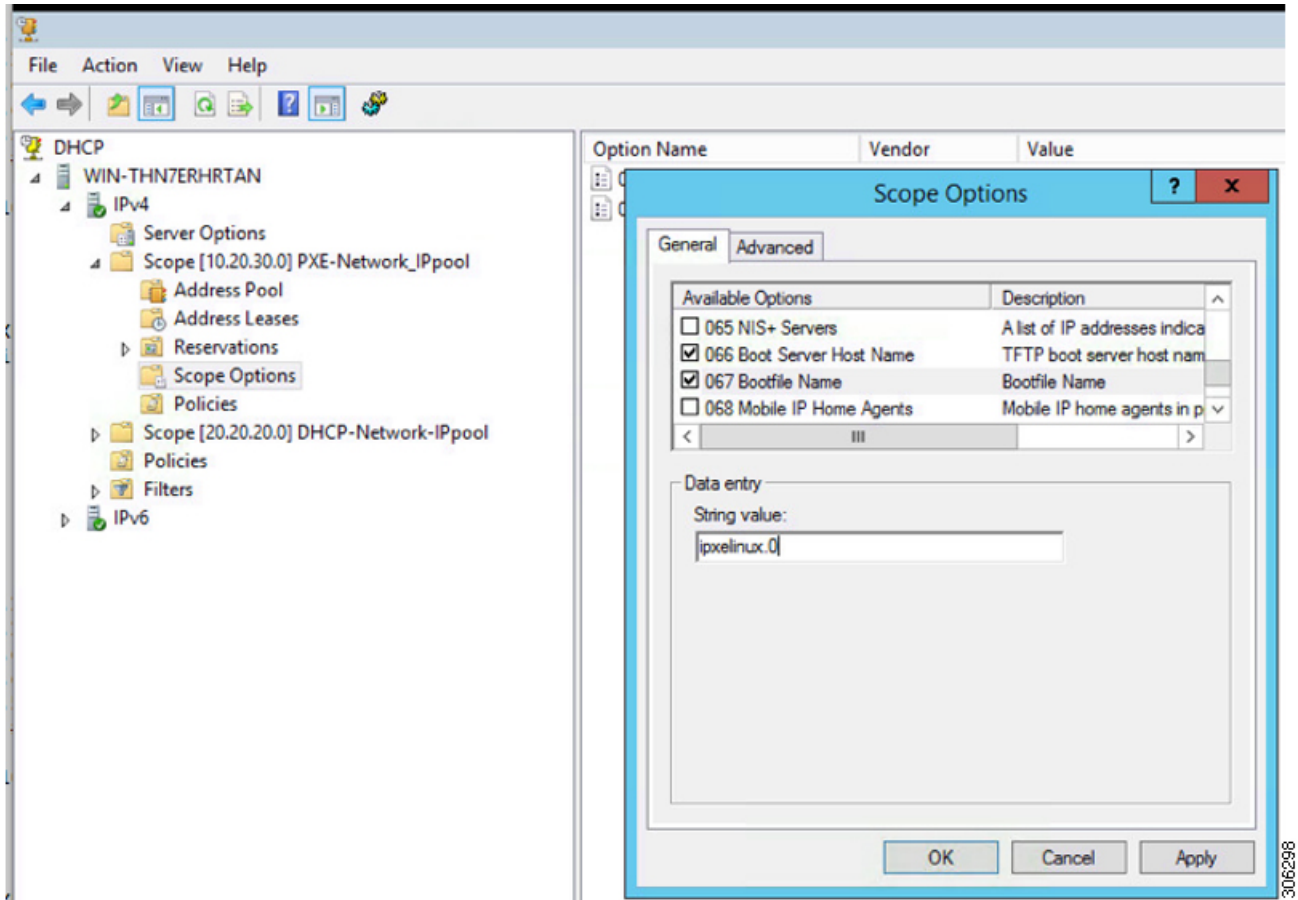 File Action View Help
DHCP
WIN-THN7ERHRTAN
IPv4
Server Options
Scope [10.20.30.0] PXE-Network_IPpool
Address Pool
Address Leases
Reservations
Scope Options
Policies
Scope [20.20.20.0] DHCP-Network-IPpool
Policies
Filters
IPv6
Option Name Vendor Value
Scope Options
General Advanced
Available Options Description
065 NIS+ Servers A list of IP addresses indica
066 Boot Server Host Name TFTP boot server host nam
067 Bootfile Name Bootfile Name
068 Mobile IP Home Agents Mobile IP home agents in p
Data entry
String value:
ipxelinux.0
OK Cancel Apply
306298